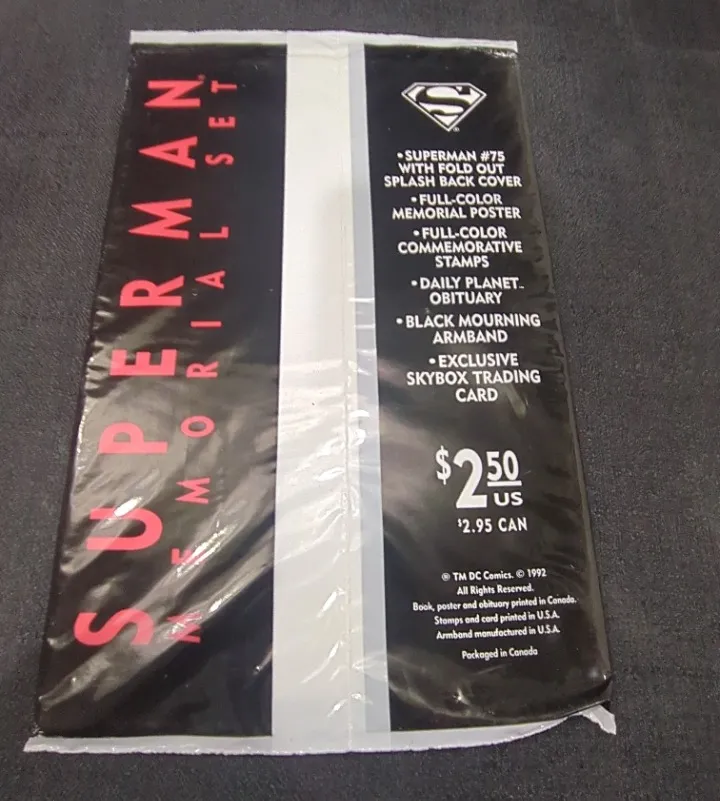 SUPERMAN
MEMORIAL SET
S
®
• SUPERMAN #75
WITH FOLD OUT
SPLASH BACK COVER
• FULL-COLOR
MEMORIAL POSTER
• FULL-COLOR
COMMEMORATIVE
STAMPS
• DAILY PLANET™
OBITUARY
• BLACK MOURNING
ARMBAND
• EXCLUSIVE
SKYBOX TRADING
CARD
$2.50
US
$2.95 CAN
® TM DC Comics. © 1992
All Rights Reserved.
Book, poster and obituary printed in Canada.
Stamps and card printed in U.S.A.
Armband manufactured in U.S.A.
Packaged in Canada